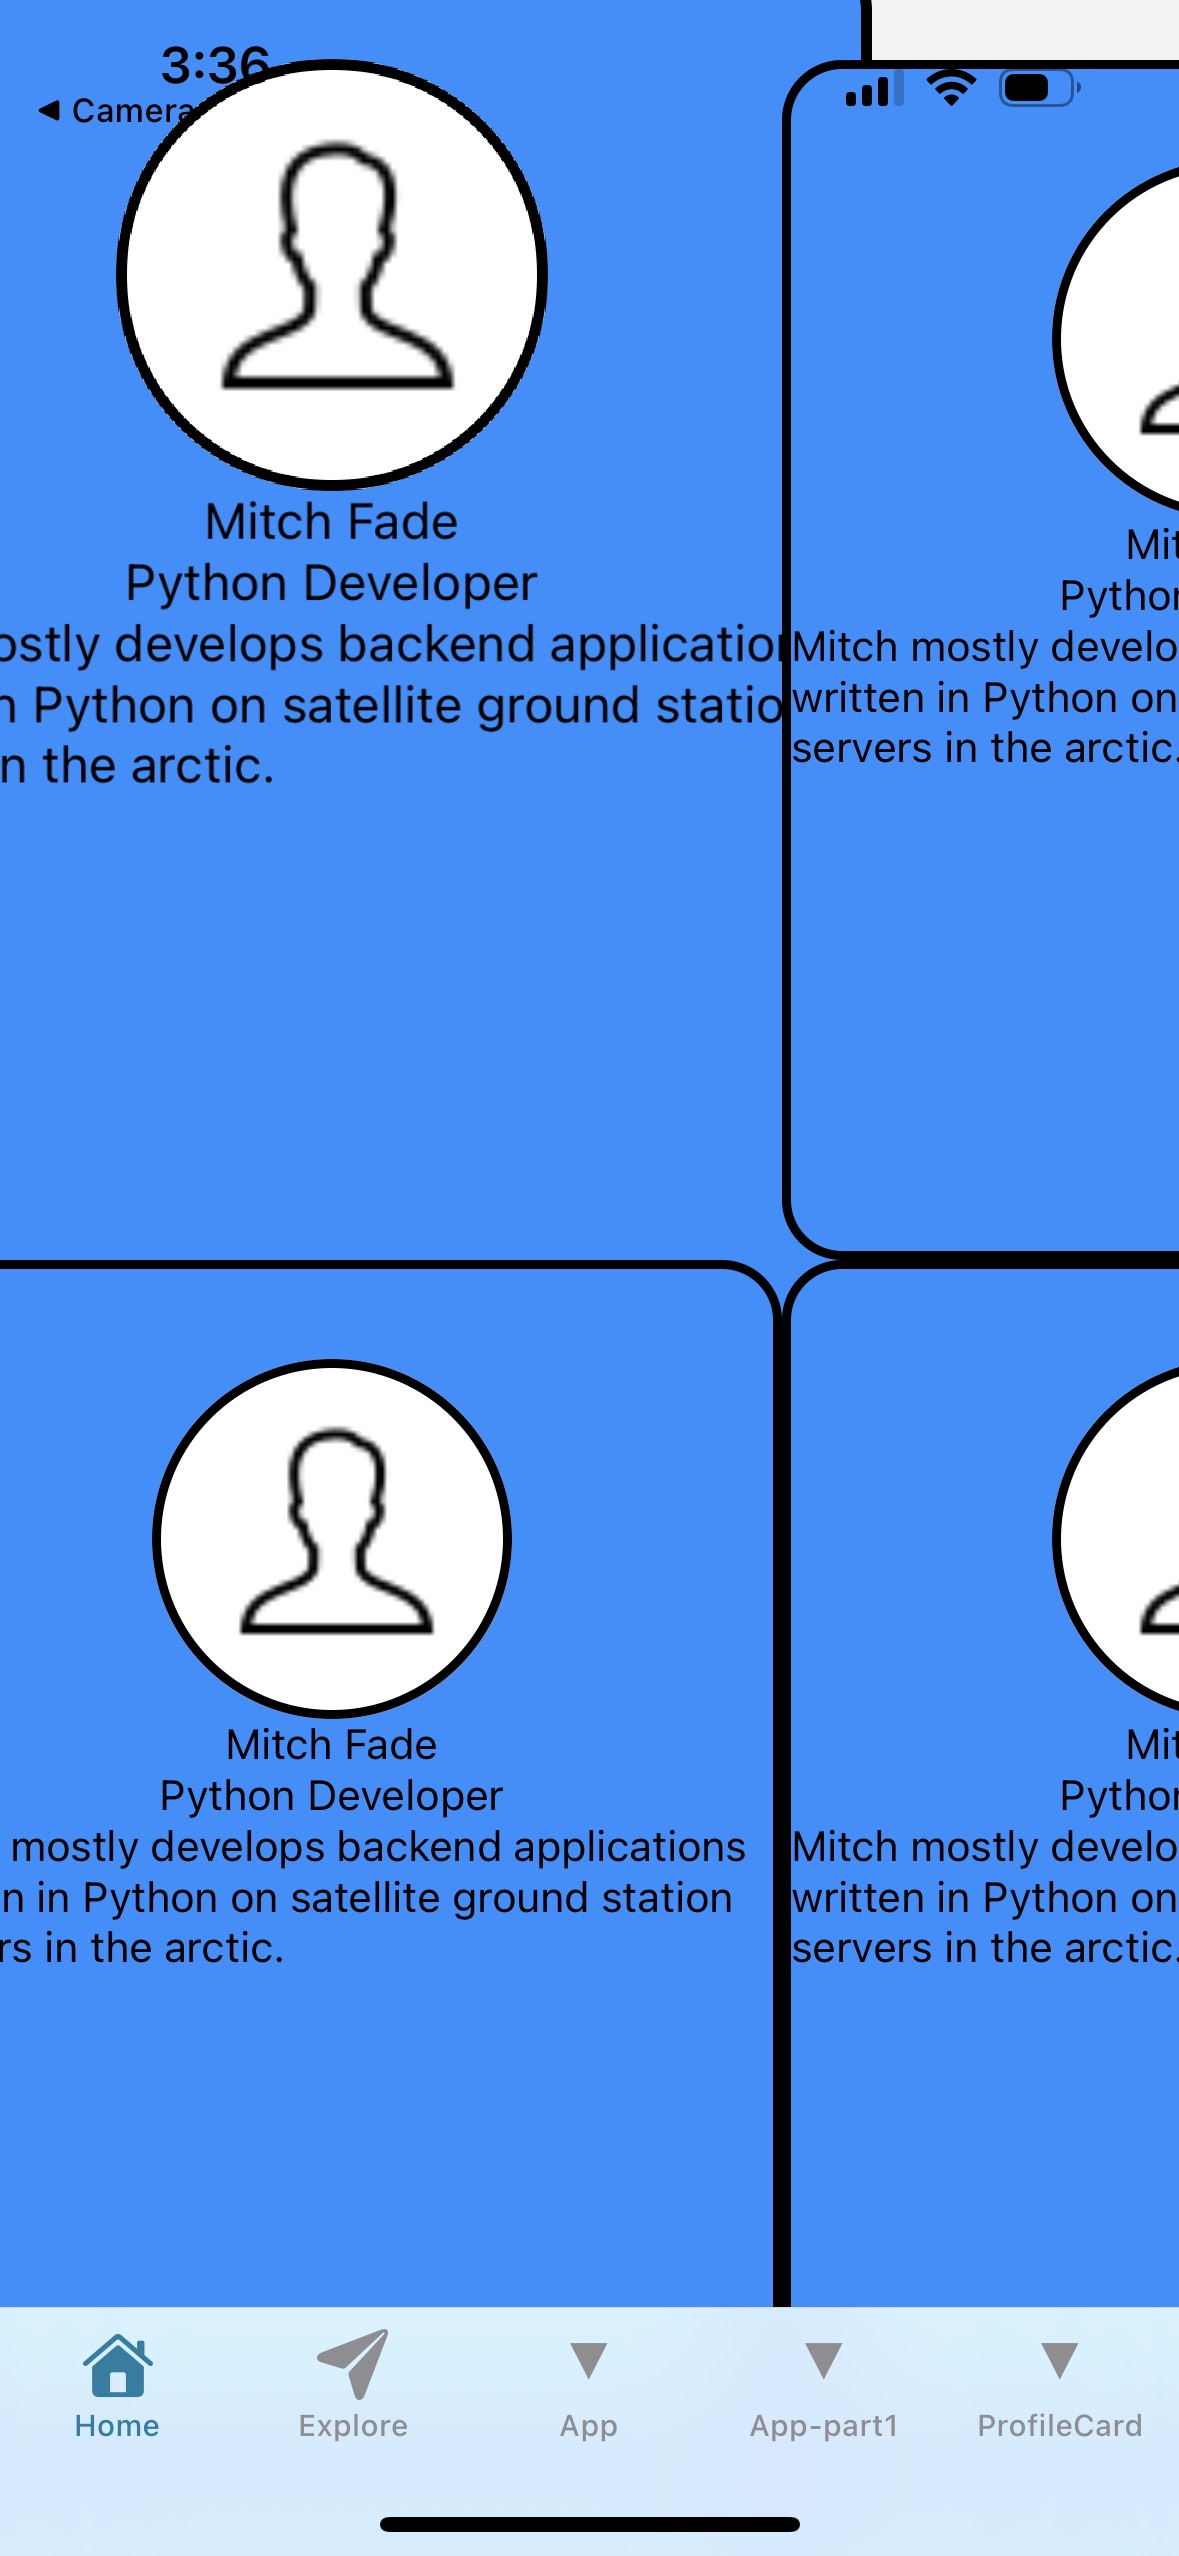 3:36
Camera
Mitch Fade
Python Developer
ostly develops backend application
n Python on satellite ground statio
n the arctic.
Mit
Python
Mitch mostly develo
written in Python on
servers in the arctic.
Mitch Fade
Python Developer
mostly develops backend applications
n in Python on satellite ground station
rs in the arctic.
Mit
Python
Mitch mostly develo
written in Python on
servers in the arctic.
Home
Explore
App
App-part1
ProfileCard